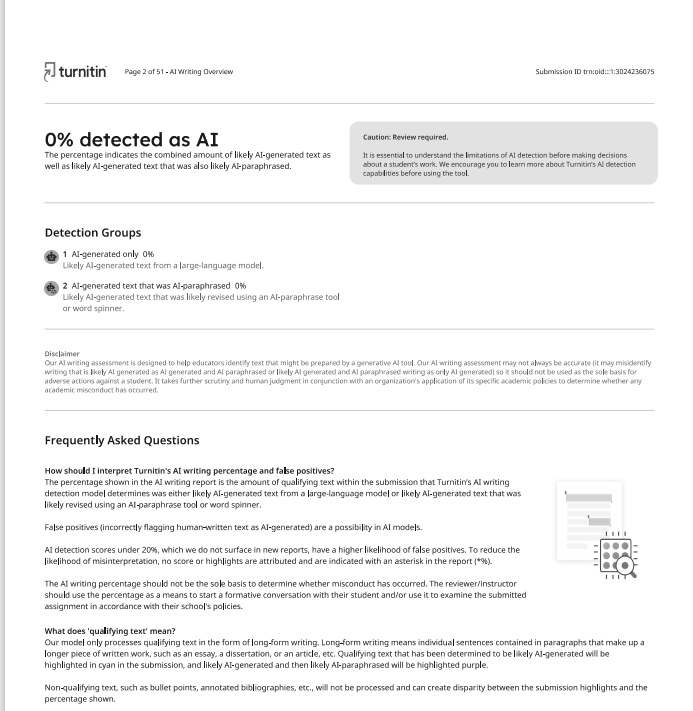 turnitin Page 2 of 51 - AI Writing Overview Submission ID trn:oid:::1:3024236075
0% detected as AI
The percentage indicates the combined amount of likely AI-generated text as
well as likely AI-generated text that was also likely AI-paraphrased.
Caution: Review required.
It is essential to understand the limitations of AI detection before making decisions
about a student's work. We encourage you to learn more about Turnitin's AI detection
capabilities before using the tool.
Detection Groups
1 AI-generated only 0%
Likely AI-generated text from a large-language model.
2 AI-generated text that was AI-paraphrased 0%
Likely AI-generated text that was likely revised using an AI-paraphrase tool
or word spinner.
Disclaimer
Our AI writing assessment is designed to help educators identify text that might be prepared by a generative AI tool. Our AI writing assessment may not always be accurate (it may misidentify
writing that is likely AI generated as AI generated and AI paraphrased or likely AI generated and AI paraphrased writing as only AI generated) so it should not be used as the sole basis for
adverse actions against a student. It takes further scrutiny and human judgment in conjunction with an organization's application of its specific academic policies to determine whether any
academic misconduct has occurred.
Frequently Asked Questions
How should I interpret Turnitin's AI writing percentage and false positives?
The percentage shown in the AI writing report is the amount of qualifying text within the submission that Turnitin's AI writing
detection model determines was either likely AI-generated text from a large-language model or likely AI-generated text that was
likely revised using an AI-paraphrase tool or word spinner.
False positives (incorrectly flagging human-written text as AI-generated) are a possibility in AI models.
AI detection scores under 20%, which we do not surface in new reports, have a higher likelihood of false positives. To reduce the
likelihood of misinterpretation, no score or highlights are attributed and are indicated with an asterisk in the report (*%).
The AI writing percentage should not be the sole basis to determine whether misconduct has occurred. The reviewer/instructor
should use the percentage as a means to start a formative conversation with their student and/or use it to examine the submitted
assignment in accordance with their school's policies.
What does 'qualifying text' mean?
Our model only processes qualifying text in the form of long-form writing. Long-form writing means individual sentences contained in paragraphs that make up a
longer piece of written work, such as an essay, a dissertation, or an article, etc. Qualifying text that has been determined to be likely AI-generated will be
highlighted in cyan in the submission, and likely AI-generated and then likely AI-paraphrased will be highlighted purple.
Non-qualifying text, such as bullet points, annotated bibliographies, etc., will not be processed and can create disparity between the submission highlights and the
percentage shown.